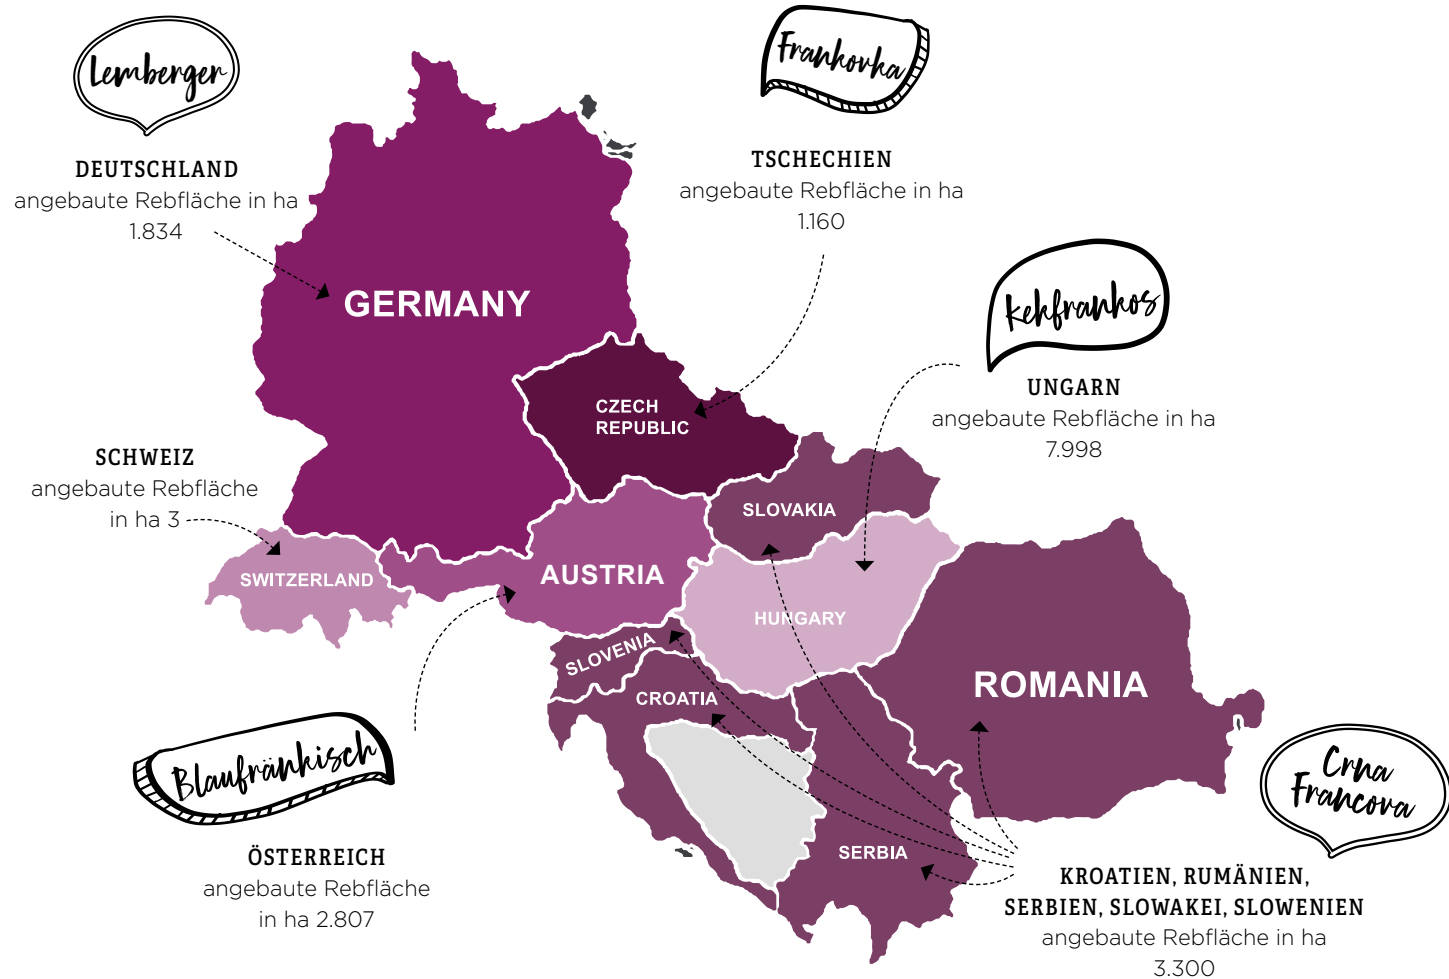 Lemberger
DEUTSCHLAND
angebaute Rebfläche in ha
1.834
Frankovka
TSCHECHIEN
angebaute Rebfläche in ha
1.160
Kekfrankos
UNGARN
angebaute Rebfläche in ha
7.998
SCHWEIZ
angebaute Rebfläche
in ha 3
GERMANY
CZECH
REPUBLIC
SLOVAKIA
SWITZERLAND
AUSTRIA
HUNGARY
SLOVENIA
CROATIA
ROMANIA
SERBIA
Blaufränkisch
ÖSTERREICH
angebaute Rebfläche
in ha 2.807
Crna
Francova
KROATIEN, RUMÄNIEN,
SERBIEN, SLOWAKEI, SLOWENIEN
angebaute Rebfläche in ha
3.300